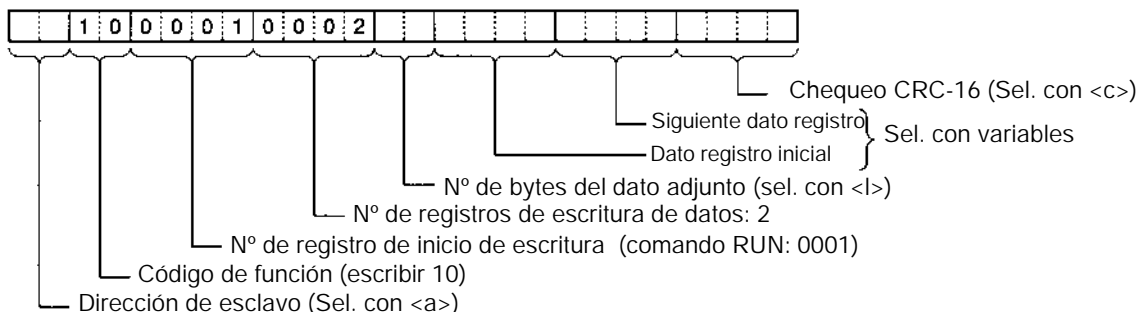 1 0 0 0 0 1 0 0 0 2
Chequeo CRC-16 (Sel. con <c>)
Siguiente dato registro
Sel. con variables
Dato registro inicial
Nº de bytes del dato adjunto (sel. con <l>)
Nº de registros de escritura de datos: 2
Nº de registro de inicio de escritura (comando RUN: 0001)
Código de función (escribir 10)
Dirección de esclavo (Sel. con <a>)